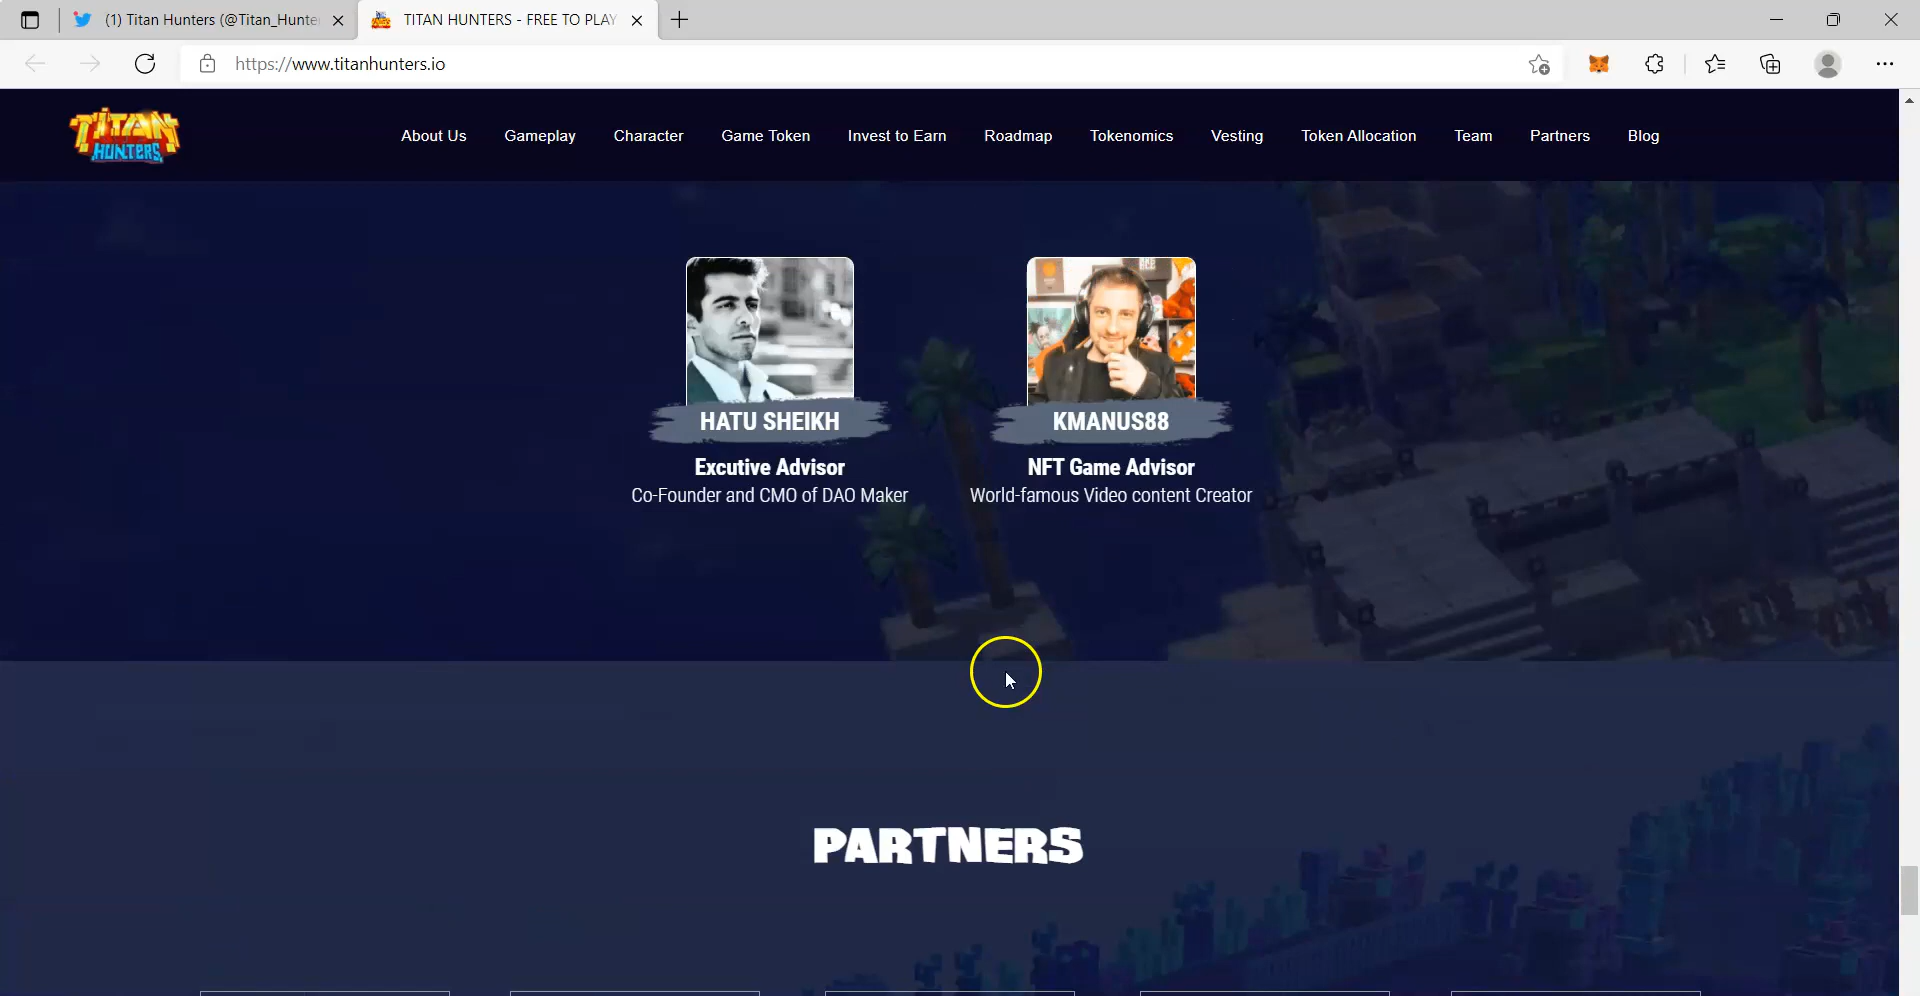 (1) Titan Hunters (@Titan_Hunte
TITAN HUNTERS - FREE TO PLAY
https://www.titanhunters.io
TITAN
HUNTERS
About Us
Gameplay
Character
Game Token
Invest to Earn
Roadmap
Tokenomics
Vesting
Token Allocation
Team
Partners
Blog
HATU SHEIKH
Excutive Advisor
Co-Founder and CMO of DAO Maker
KMANUS88
NFT Game Advisor
World-famous Video content Creator
PARTNERS